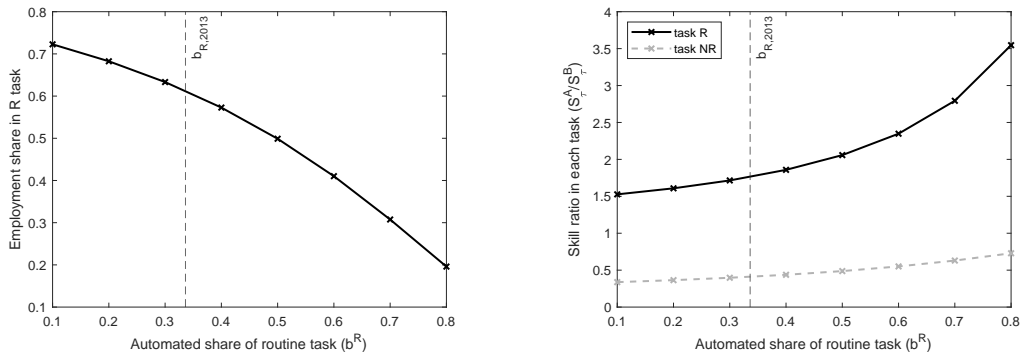 0.8
0.7
0.6
0.5
0.4
0.3
0.2
0.1
Employment share in R task
b_{R,2013}
0.1 0.2 0.3 0.4 0.5 0.6 0.7 0.8
Automated share of routine task (b^R)
4
3.5
3
2.5
2
1.5
1
0.5
0
Skill ratio in each task (S_τ^A/S_τ^B)
task R
task NR
b_{R,2013}
0.1 0.2 0.3 0.4 0.5 0.6 0.7 0.8
Automated share of routine task (b^R)